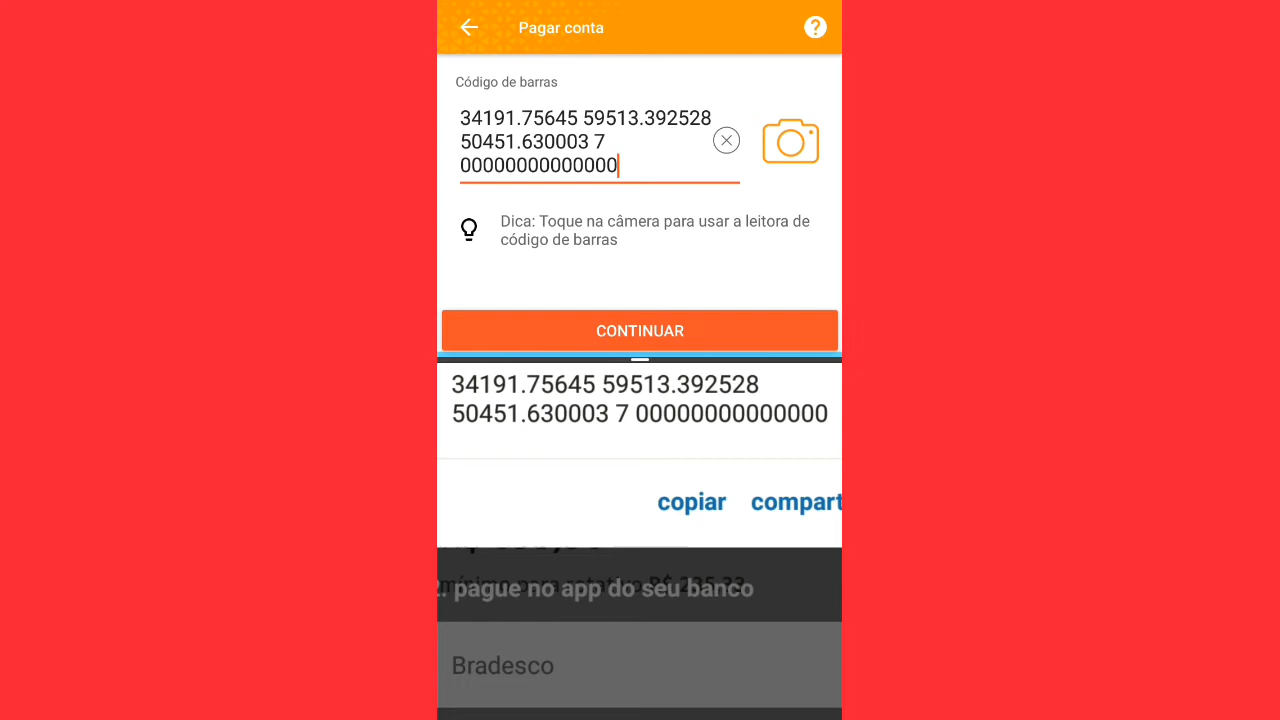 Pagar conta
Código de barras
34191.75645 59513.392528
50451.630003 7
00000000000000
Dica: Toque na câmera para usar a leitora de
código de barras
CONTINUAR
34191.75645 59513.392528
50451.630003 7 00000000000000
copiar compart
pague no app do seu banco
Bradesco